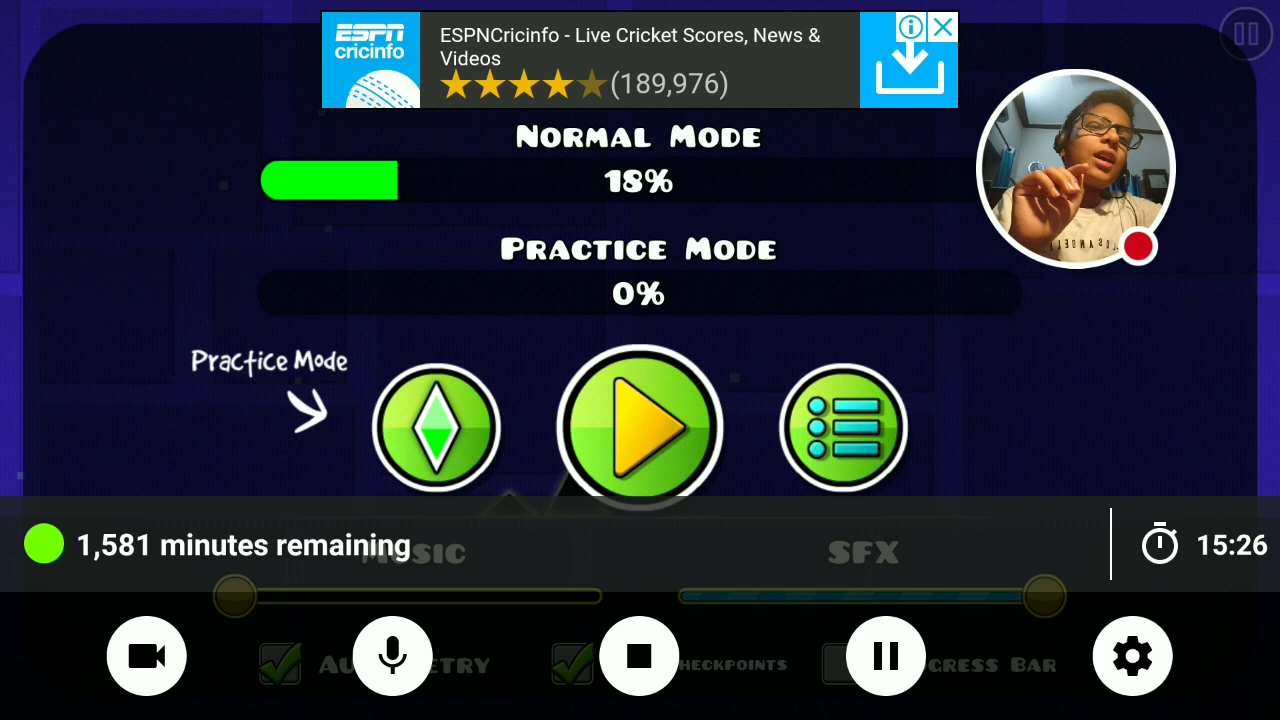 ESPN
cricinfo
ESPNCricinfo - Live Cricket Scores, News &
Videos
(189,976)
NORMAL MODE
18%
PRACTICE MODE
0%
Practice Mode
1,581 minutes remaining
15:26
MUSIC
SFX